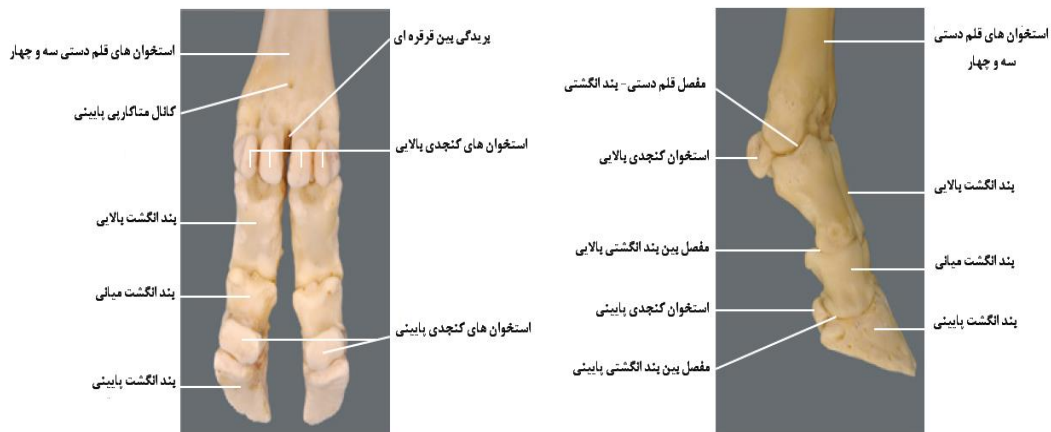 استخوان های قلم دستی سه و چهار
کانال متاکارپی پایینی
بند انگشت بالایی
بند انگشت میانی
بند انگشت پایینی
بریدگی بین قرقره ای
استخوان های کنجدی بالایی
استخوان های کنجدی پایینی
مفصل قلم دستی- بند انگشتی
استخوان کنجدی بالایی
مفصل بین بند انگشتی بالایی
استخوان کنجدی پایینی
مفصل بین بند انگشتی پایینی
استخوان های قلم دستی
سه و چهار
بند انگشت بالایی
بند انگشت میانی
بند انگشت پایینی